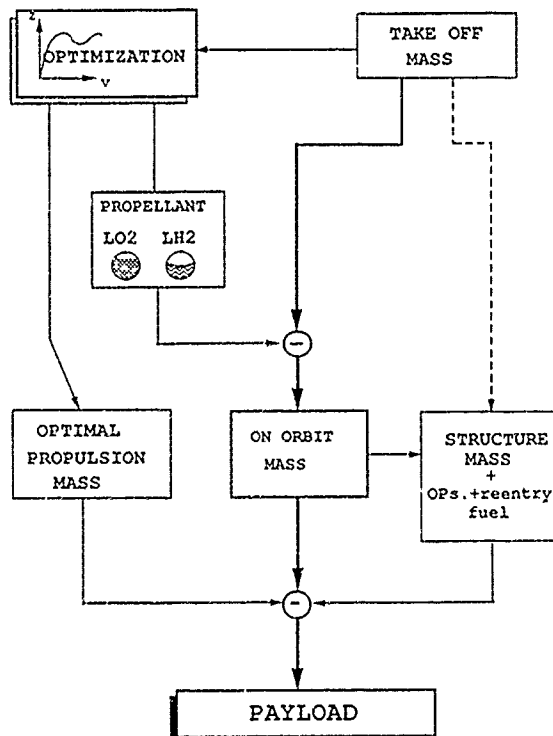 z
OPTIMIZATION
v
TAKE OFF
MASS
PROPELLANT
LO2 LH2
-
OPTIMAL
PROPULSION
MASS
ON ORBIT
MASS
STRUCTURE
MASS
+
OPs.+reentry
fuel
-
PAYLOAD